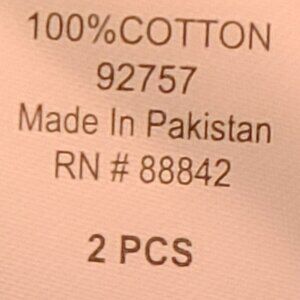 100%COTTON
92757
Made In Pakistan
RN # 88842
2 PCS